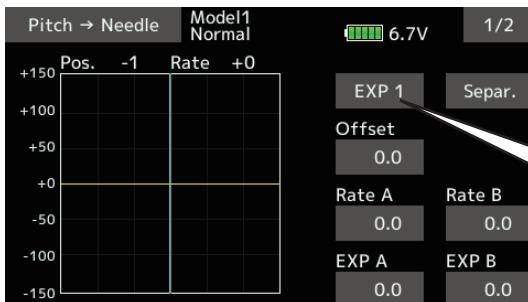 Pitch → Needle Model1 Normal 6.7V 1/2
Pos. -1 Rate +0
+150
+100
+50
+0
-50
-100
-150
EXP 1 Separ.
Offset
0.0
Rate A Rate B
0.0 0.0
EXP A EXP B
0.0 0.0